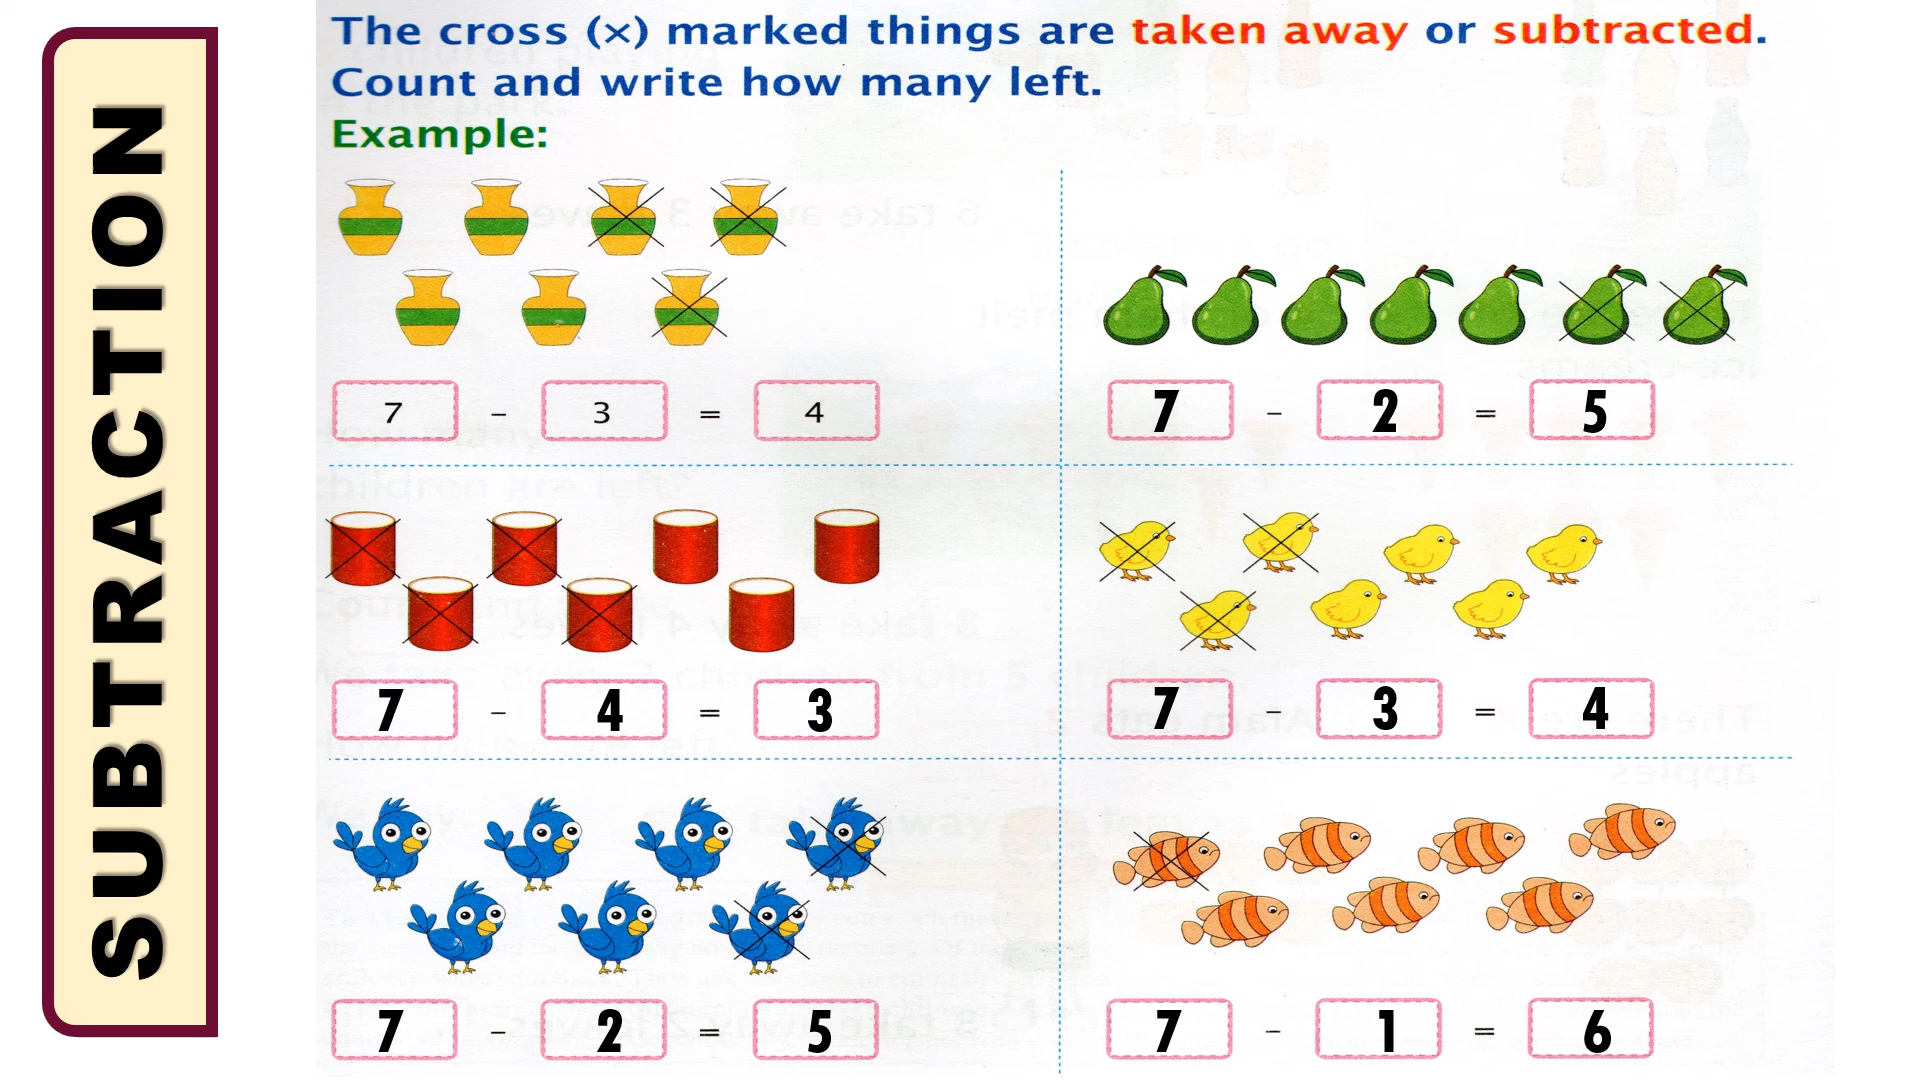 SUBTRACTION
The cross (×) marked things are taken away or subtracted.
Count and write how many left.
Example:
7 - 3 = 4
7 - 2 = 5
7 - 4 = 3
7 - 3 = 4
7 - 2 = 5
7 - 1 = 6